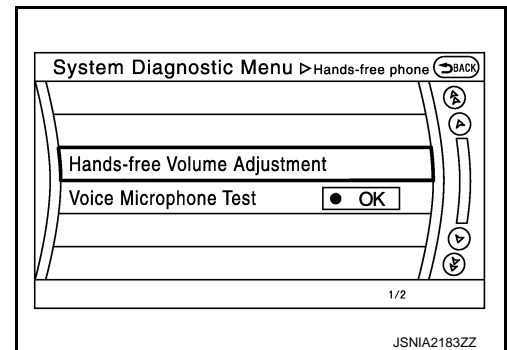 System Diagnostic Menu ▷Hands-free phone BACK
Hands-free Volume Adjustment
Voice Microphone Test ● OK
1/2
JSNIA2183ZZ